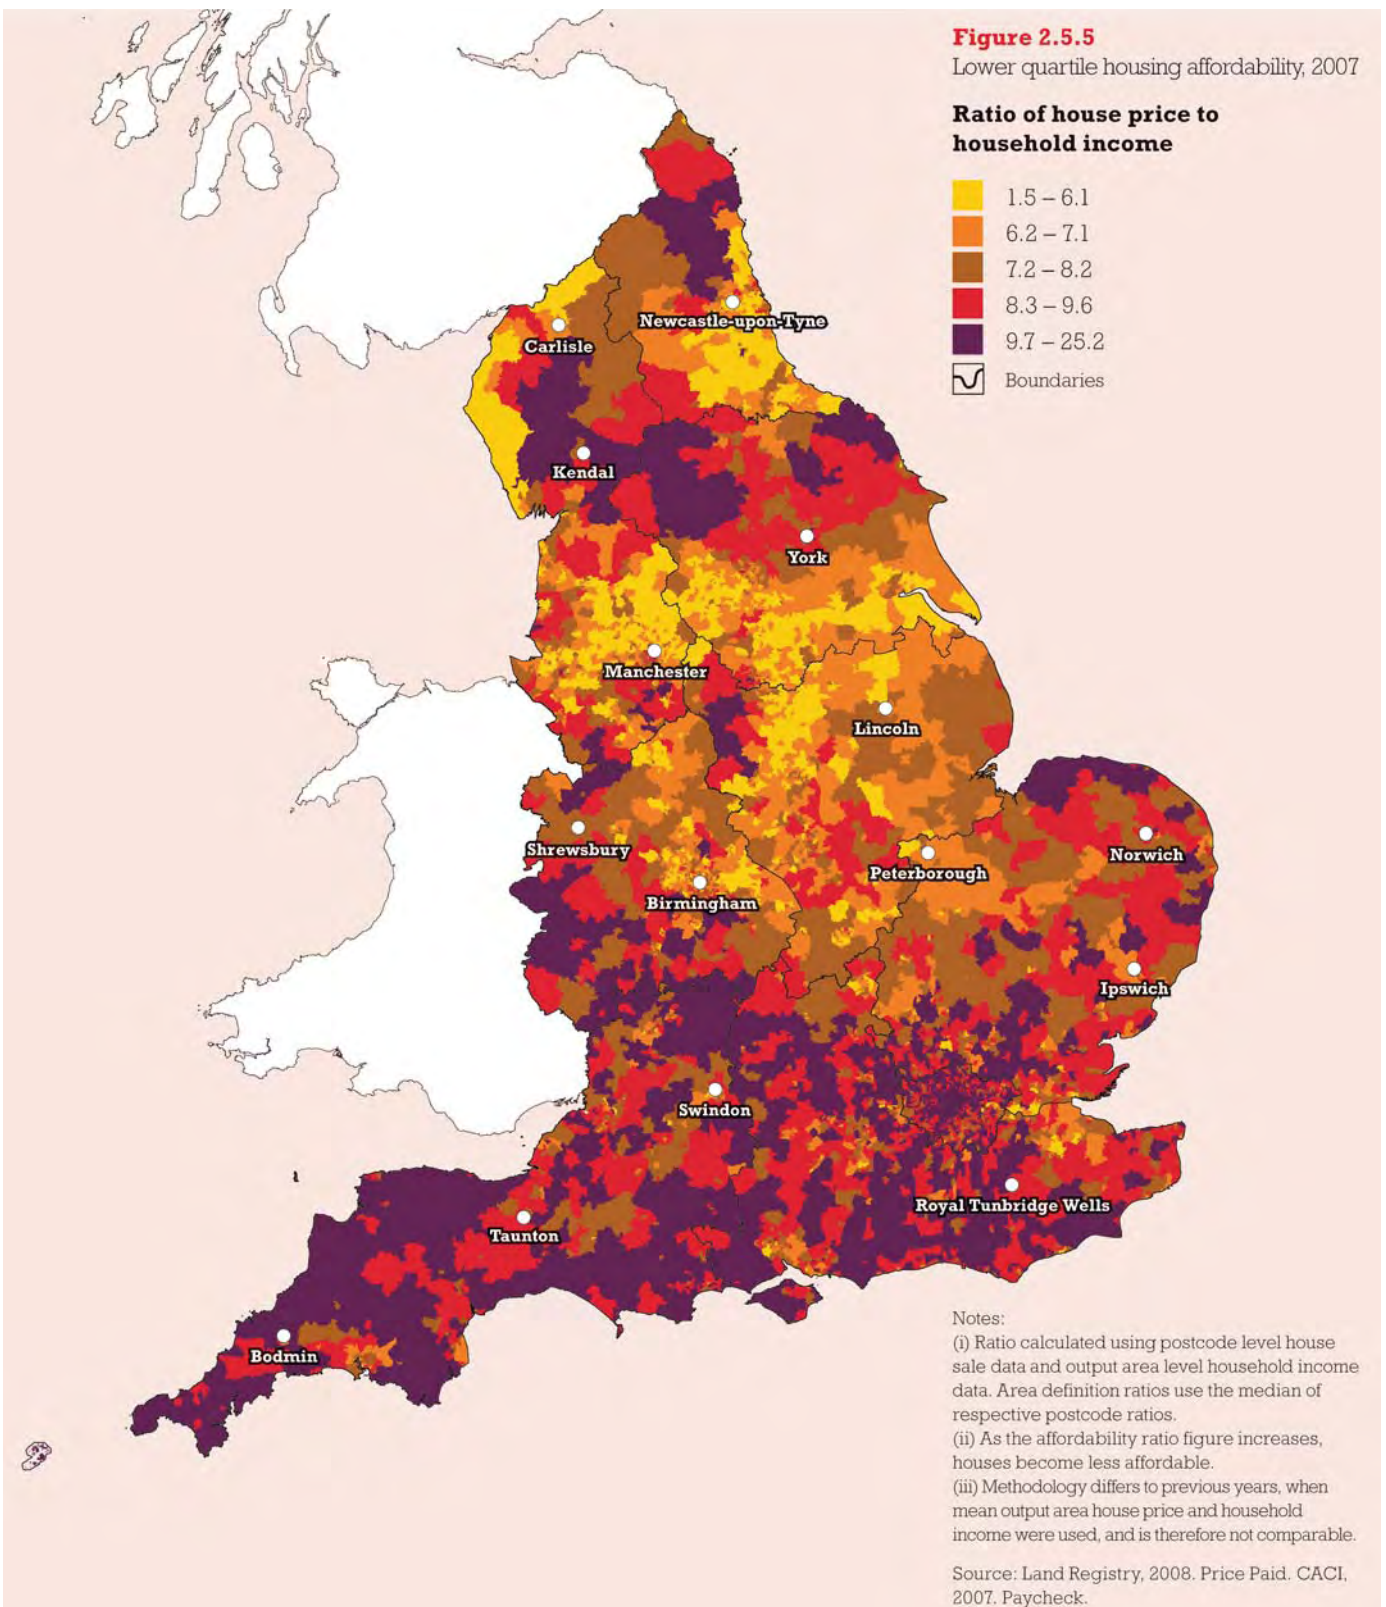 Figure 2.5.5
Lower quartile housing affordability, 2007
Ratio of house price to
household income
1.5 – 6.1
6.2 – 7.1
7.2 – 8.2
8.3 – 9.6
9.7 – 25.2
Boundaries
Newcastle-upon-Tyne
Carlisle
Kendal
York
Manchester
Lincoln
Shrewsbury
Norwich
Peterborough
Birmingham
Ipswich
Swindon
Royal Tunbridge Wells
Taunton
Bodmin
Notes:
(i) Ratio calculated using postcode level house
sale data and output area level household income
data. Area definition ratios use the median of
respective postcode ratios.
(ii) As the affordability ratio figure increases,
houses become less affordable.
(iii) Methodology differs to previous years, when
mean output area house price and household
income were used, and is therefore not comparable.
Source: Land Registry, 2008. Price Paid. CACI,
2007. Paycheck.